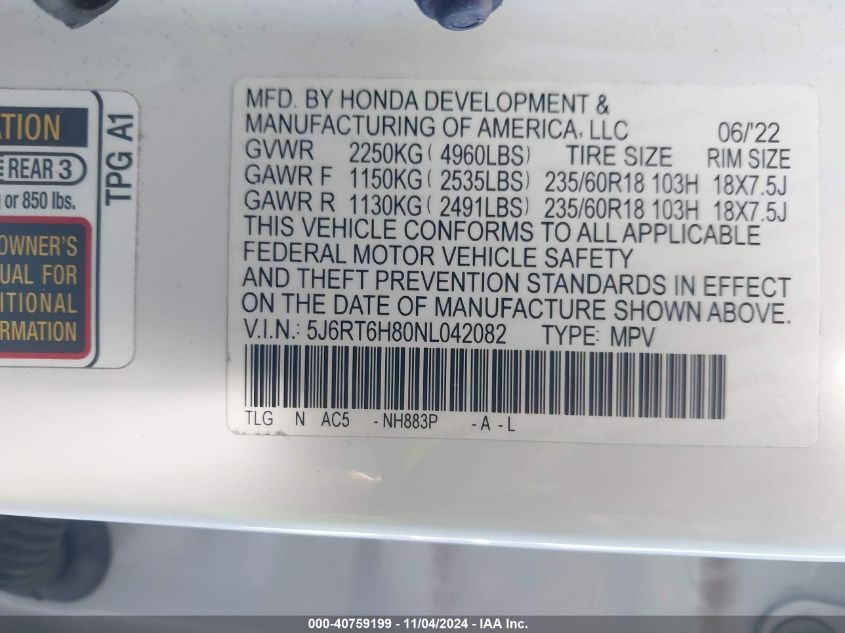 ATION
E REAR 3
or 850 lbs.
OWNER'S
UAL FOR
ITIONAL
ORMATION
TPG A1
MFD. BY HONDA DEVELOPMENT &
MANUFACTURING OF AMERICA, LLC 06/'22
GVWR 2250KG ( 4960LBS) TIRE SIZE RIM SIZE
GAWR F 1150KG ( 2535LBS) 235/60R18 103H 18X7.5J
GAWR R 1130KG ( 2491LBS) 235/60R18 103H 18X7.5J
THIS VEHICLE CONFORMS TO ALL APPLICABLE
FEDERAL MOTOR VEHICLE SAFETY
AND THEFT PREVENTION STANDARDS IN EFFECT
ON THE DATE OF MANUFACTURE SHOWN ABOVE.
V.I.N.: 5J6RT6H80NL042082 TYPE: MPV
TLG N AC5 -NH883P -A -L
000-40759199 — 11/04/2024 — IAA Inc.